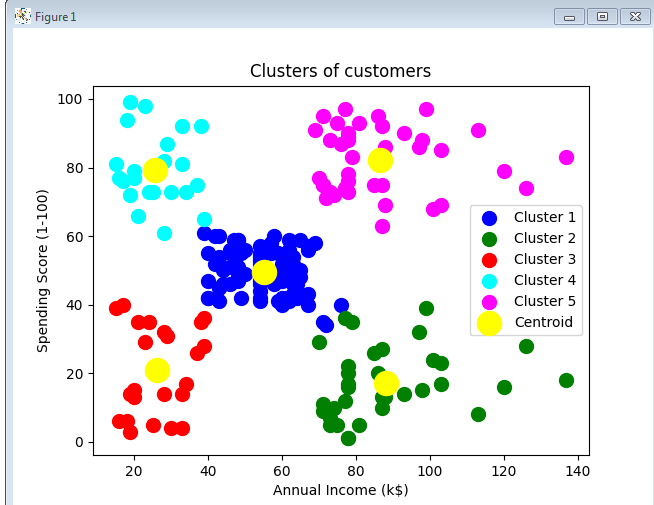 Figure 1
Clusters of customers
Spending Score (1-100)
100
80
60
40
20
0
Cluster 1
Cluster 2
Cluster 3
Cluster 4
Cluster 5
Centroid
20 40 60 80 100 120 140
Annual Income (k$)